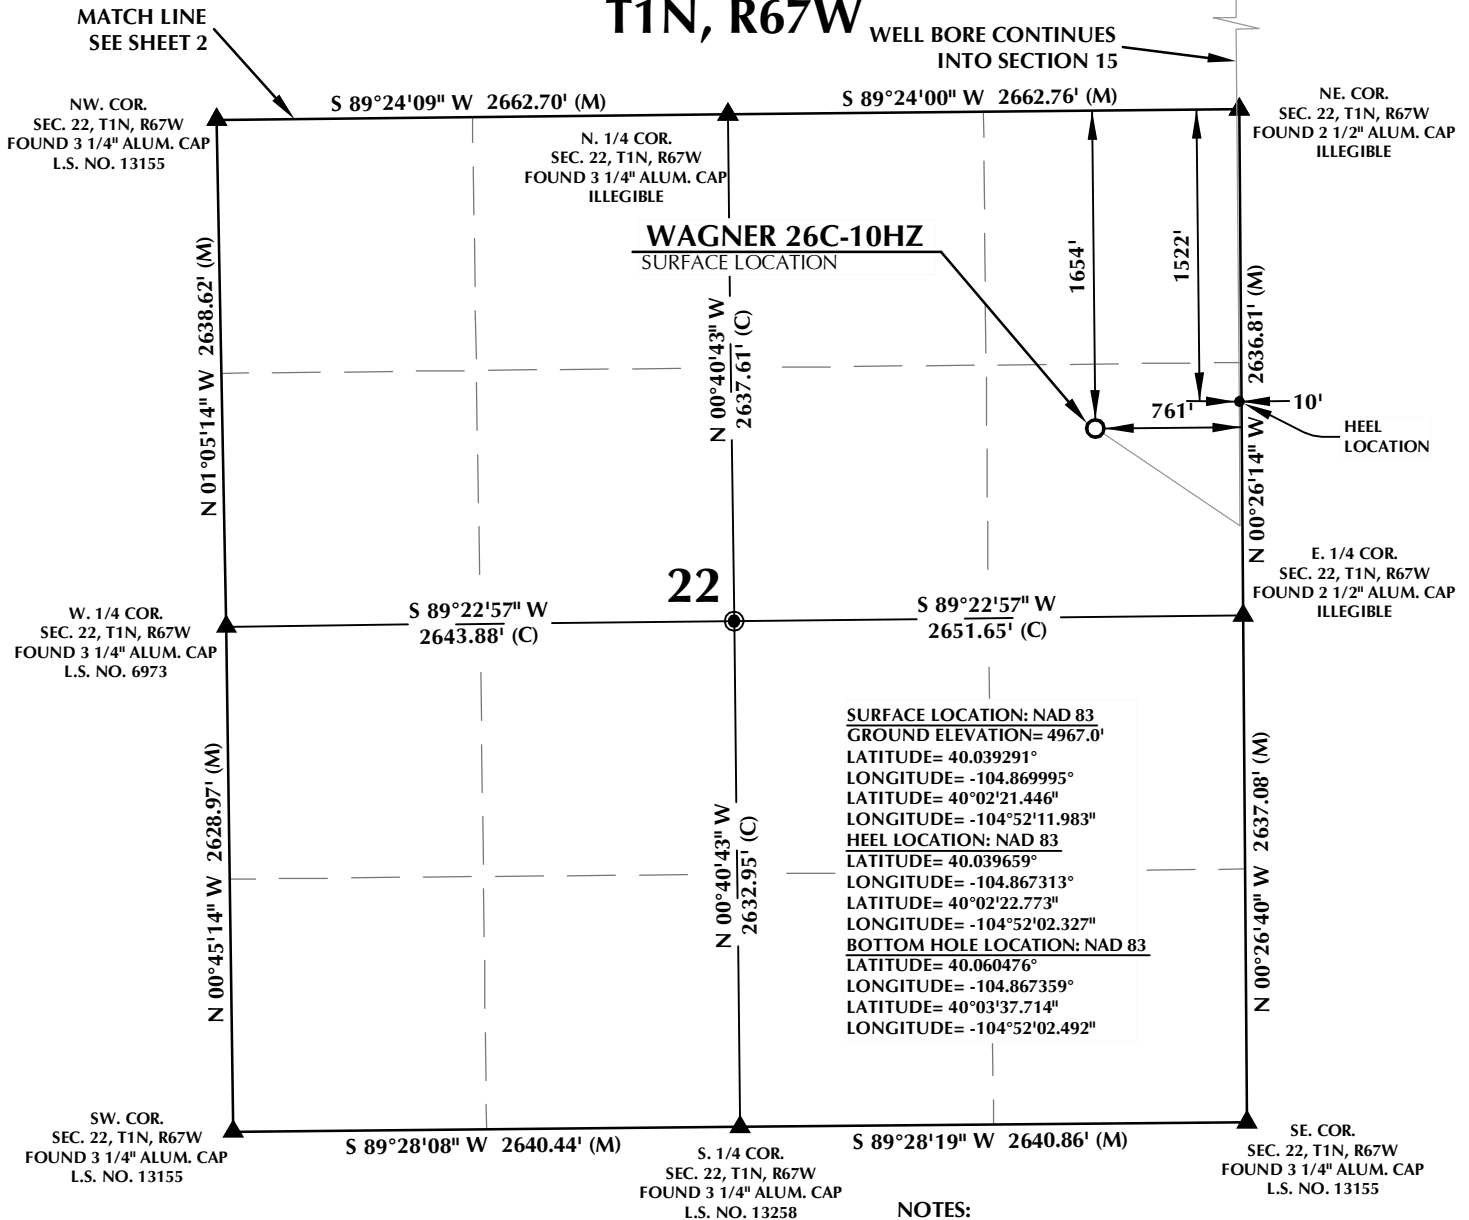 T1N, R67W
MATCH LINE
SEE SHEET 2
WELL BORE CONTINUES
INTO SECTION 15
NW. COR.
SEC. 22, T1N, R67W
FOUND 3 1/4" ALUM. CAP
L.S. NO. 13155
S 89°24'09" W 2662.70' (M)
N. 1/4 COR.
SEC. 22, T1N, R67W
FOUND 3 1/4" ALUM. CAP
ILLEGIBLE
S 89°24'00" W 2662.76' (M)
NE. COR.
SEC. 22, T1N, R67W
FOUND 2 1/2" ALUM. CAP
ILLEGIBLE
WAGNER 26C-10HZ
SURFACE LOCATION
1654'
1522'
N 01°05'14" W 2638.62' (M)
N 00°40'43" W
2637.61' (C)
N 00°26'14" W 2636.81' (M)
761'
10'
HEEL
LOCATION
22
W. 1/4 COR.
SEC. 22, T1N, R67W
FOUND 3 1/4" ALUM. CAP
L.S. NO. 6973
S 89°22'57" W
2643.88' (C)
S 89°22'57" W
2651.65' (C)
E. 1/4 COR.
SEC. 22, T1N, R67W
FOUND 2 1/2" ALUM. CAP
ILLEGIBLE
N 00°45'14" W 2628.97' (M)
N 00°40'43" W
2632.95' (C)
SURFACE LOCATION: NAD 83
GROUND ELEVATION= 4967.0'
LATITUDE= 40.039291°
LONGITUDE= -104.869995°
LATITUDE= 40°02'21.446"
LONGITUDE= -104°52'11.983"
HEEL LOCATION: NAD 83
LATITUDE= 40.039659°
LONGITUDE= -104.867313°
LATITUDE= 40°02'22.773"
LONGITUDE= -104°52'02.327"
BOTTOM HOLE LOCATION: NAD 83
LATITUDE= 40.060476°
LONGITUDE= -104.867359°
LATITUDE= 40°03'37.714"
LONGITUDE= -104°52'02.492"
N 00°26'40" W 2637.08' (M)
SW. COR.
SEC. 22, T1N, R67W
FOUND 3 1/4" ALUM. CAP
L.S. NO. 13155
S 89°28'08" W 2640.44' (M)
S. 1/4 COR.
SEC. 22, T1N, R67W
FOUND 3 1/4" ALUM. CAP
L.S. NO. 13258
S 89°28'19" W 2640.86' (M)
SE. COR.
SEC. 22, T1N, R67W
FOUND 3 1/4" ALUM. CAP
L.S. NO. 13155
NOTES: